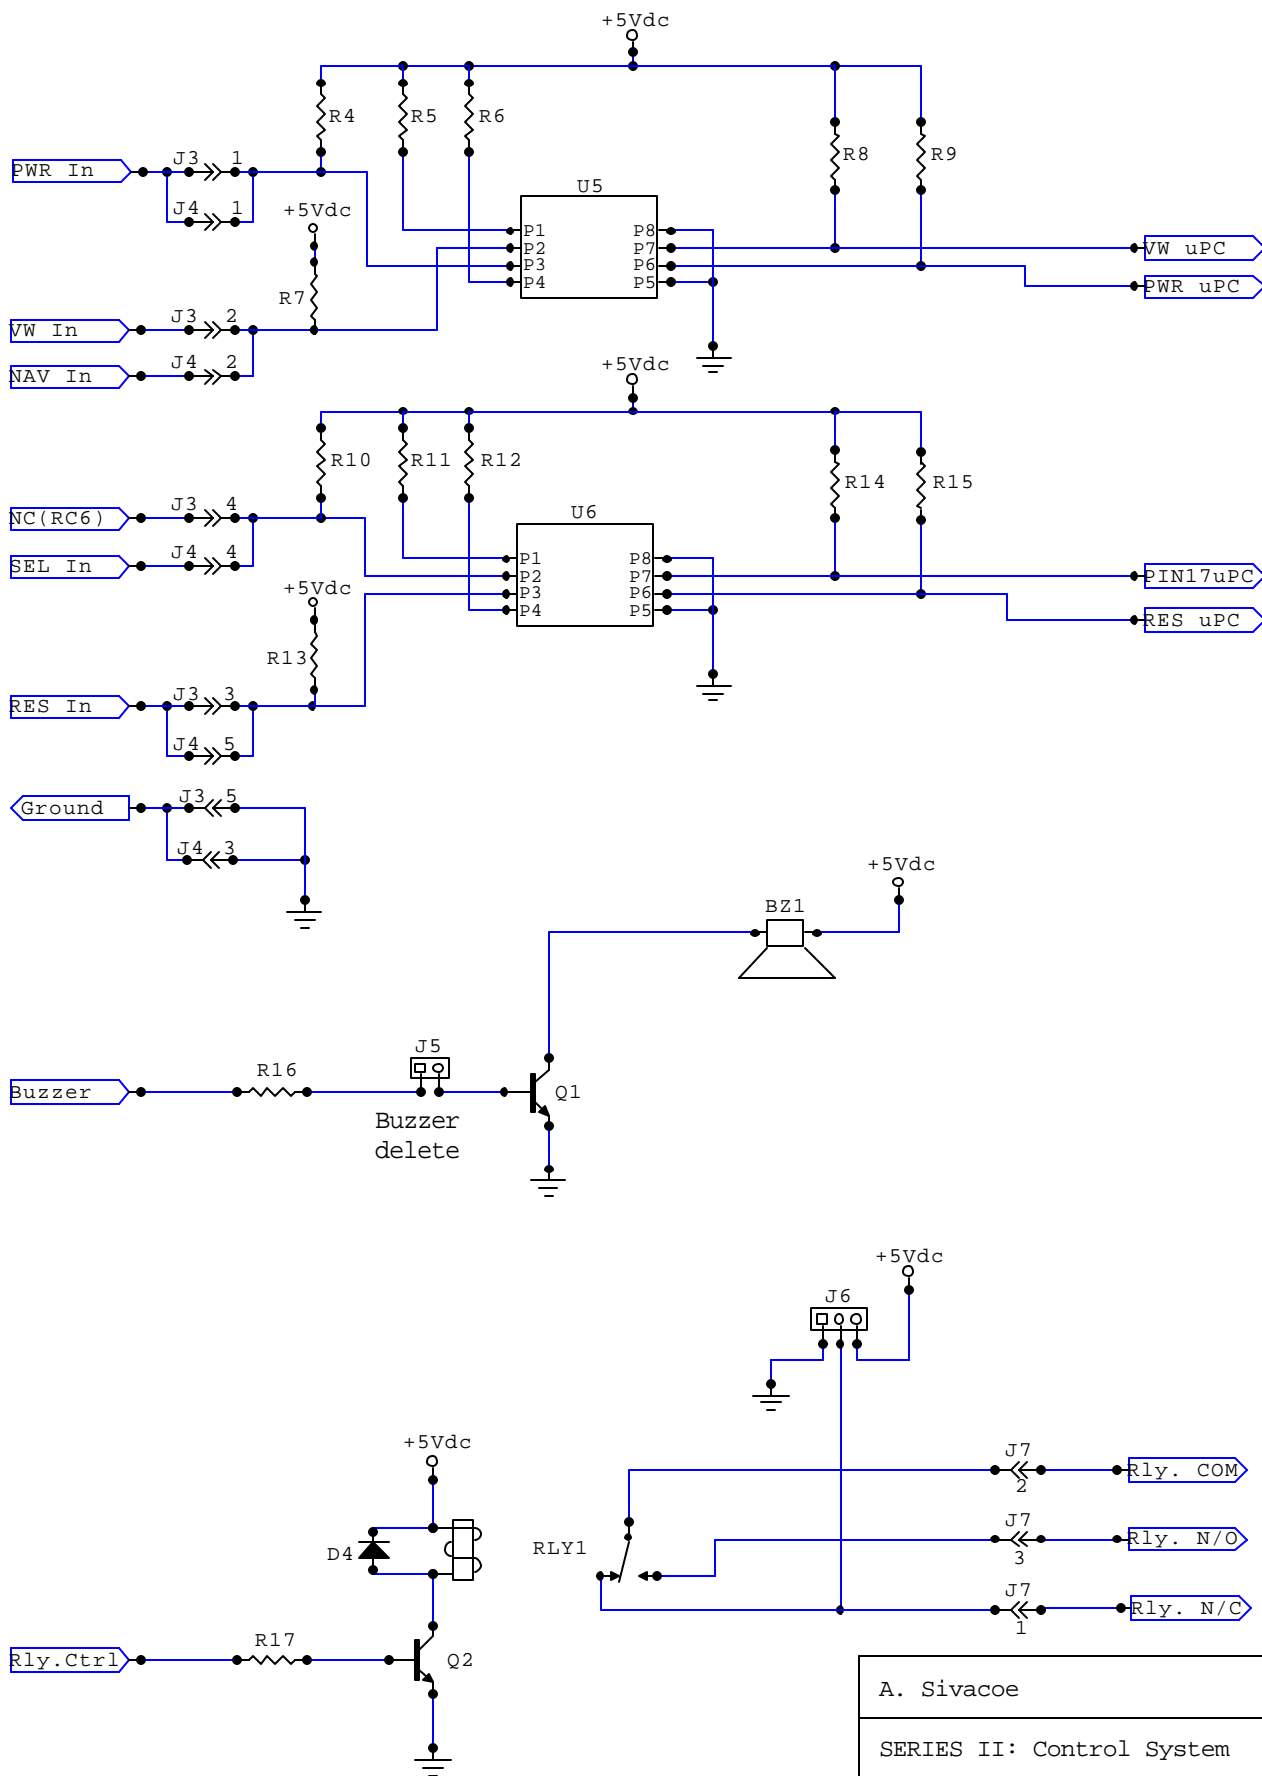 +5Vdc
R4 R5 R6 R8 R9
PWR In J3 1
J4 1
+5Vdc
U5
P1 P8
P2 P7
P3 P6
P4 P5
VW uPC
PWR uPC
R7
VW In J3 2
NAV In J4 2
+5Vdc
R10 R11 R12 R14 R15
NC(RC6) J3 4
SEL In J4 4
U6
P1 P8
P2 P7
P3 P6
P4 P5
PIN17uPC
RES uPC
+5Vdc
R13
RES In J3 3
J4 5
Ground J3 5
J4 3
+5Vdc
BZ1
J5
Buzzer R16 Q1
Buzzer
delete
+5Vdc
J6
+5Vdc
J7
2
Rly. COM
D4
RLY1
J7
3
Rly. N/O
J7
1
Rly. N/C
Rly.Ctrl R17 Q2
A. Sivacoe
SERIES II: Control System